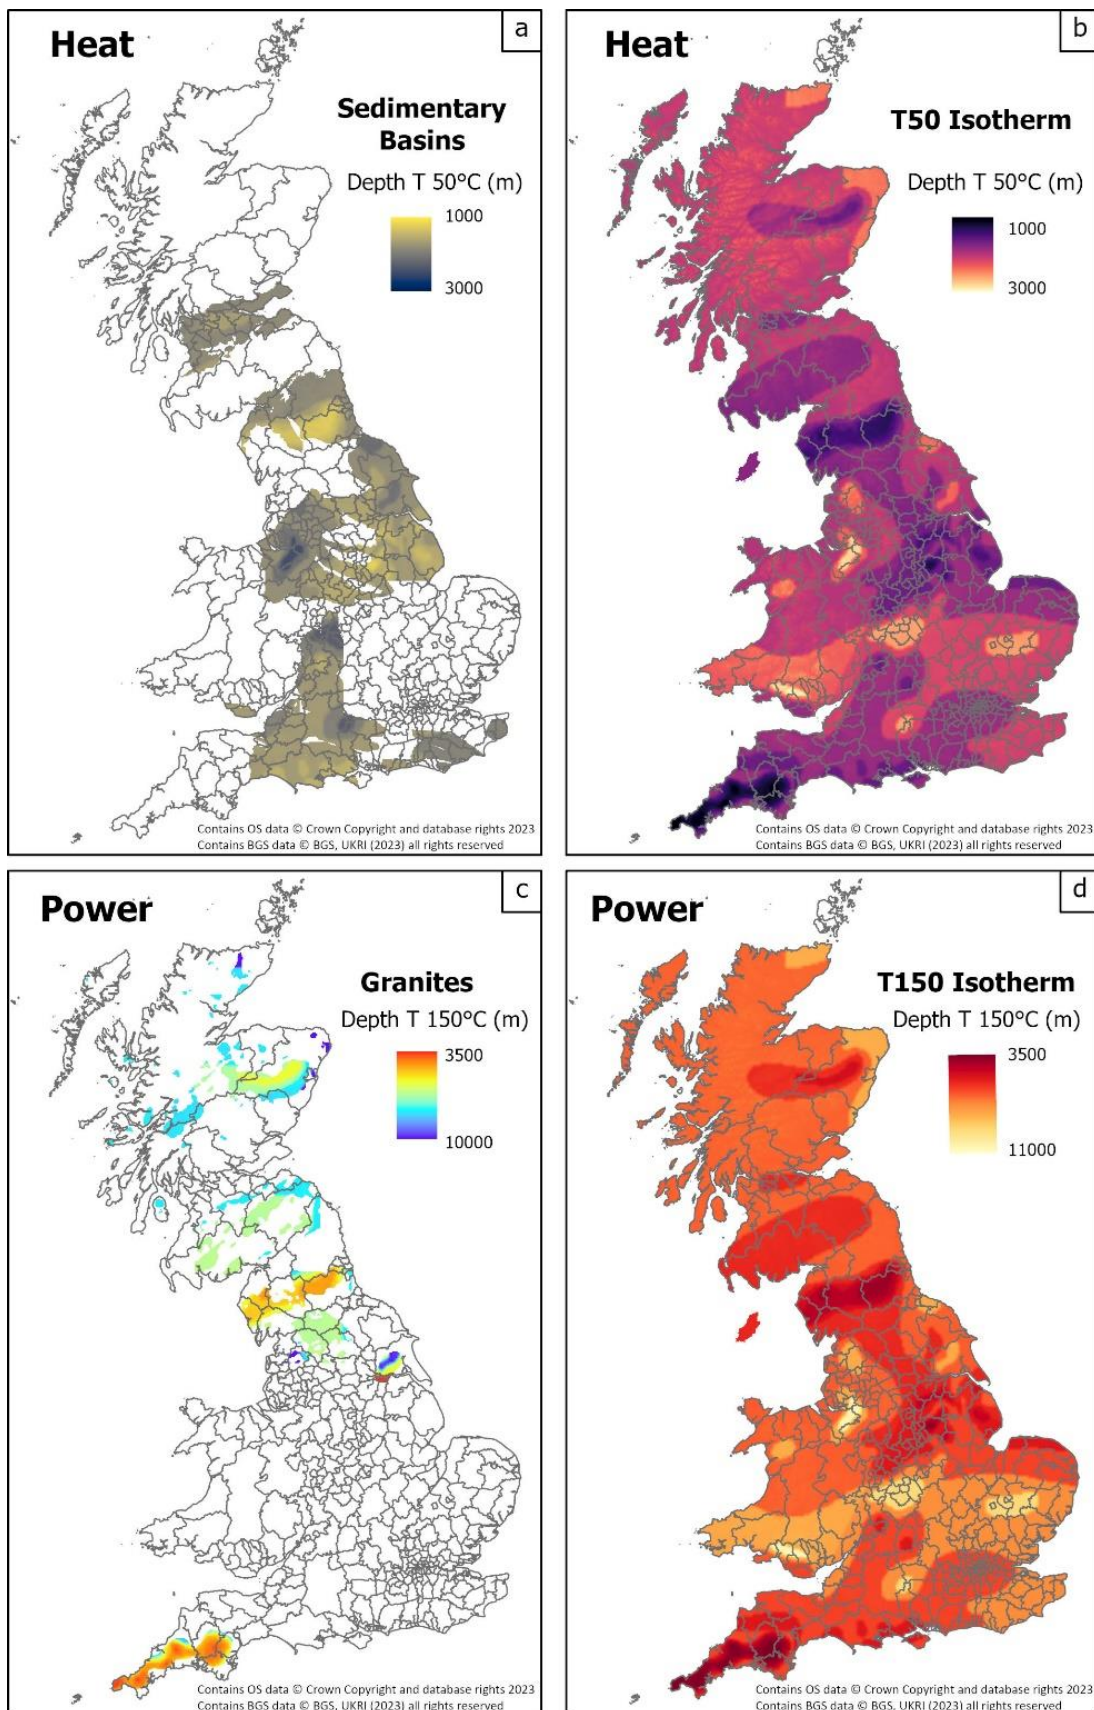 Heat
a
Sedimentary
Basins
Depth T 50°C (m)
1000
3000
Contains OS data © Crown Copyright and database rights 2023
Contains BGS data © BGS, UKRI (2023) all rights reserved
Heat
b
T50 Isotherm
Depth T 50°C (m)
1000
3000
Contains OS data © Crown Copyright and database rights 2023
Contains BGS data © BGS, UKRI (2023) all rights reserved
Power
c
Granites
Depth T 150°C (m)
3500
10000
Contains OS data © Crown Copyright and database rights 2023
Contains BGS data © BGS, UKRI (2023) all rights reserved
Power
d
T150 Isotherm
Depth T 150°C (m)
3500
11000
Contains OS data © Crown Copyright and database rights 2023
Contains BGS data © BGS, UKRI (2023) all rights reserved